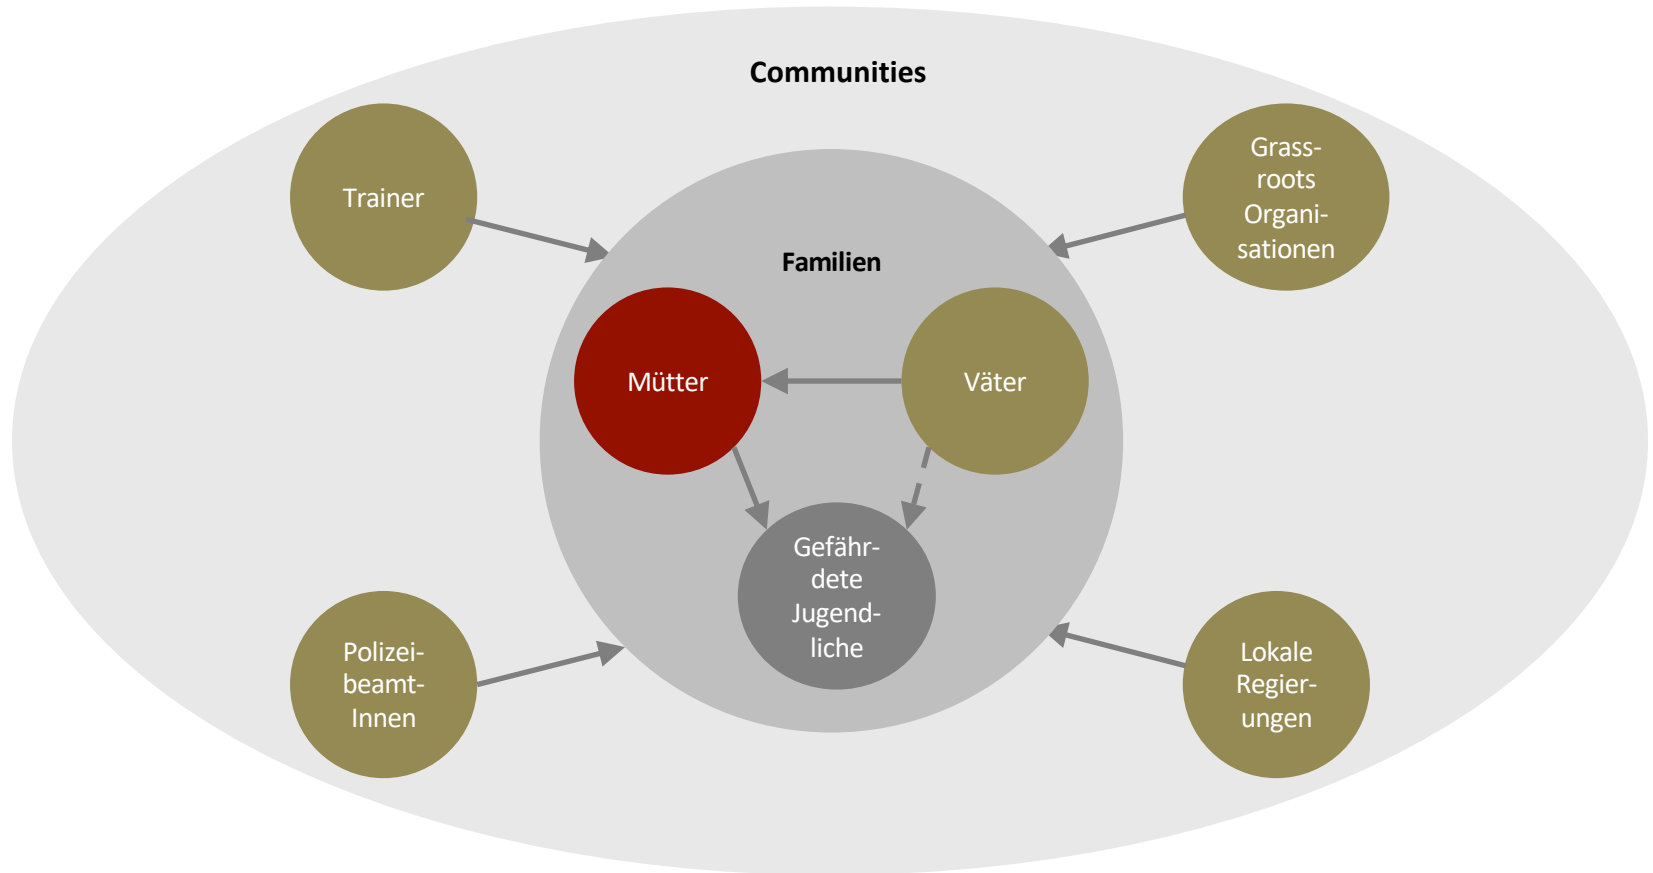 Communities
Trainer
Grass-
roots
Organi-
sationen
Familien
Mütter
Väter
Gefähr-
dete
Jugend-
liche
Polizei-
beamt-
Innen
Lokale
Regier-
ungen